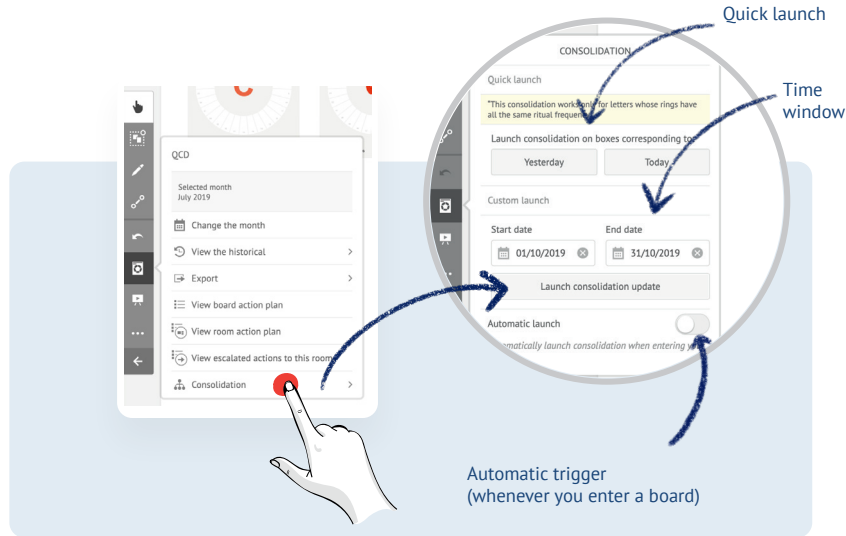 Quick launch
Time
window
C
QCD
Selected month
July 2019
Change the month
View the historical
Export
View board action plan
View room action plan
View escalated actions to this room
Consolidation
CONSOLIDATION
Quick launch
"This consolidation works only for letters whose rings have
all the same ritual frequency
Launch consolidation on boxes corresponding to
Yesterday Today
Custom launch
Start date End date
01/10/2019 31/10/2019
Launch consolidation update
Automatic launch
launch consolidation when entering
Automatic trigger
(whenever you enter a board)